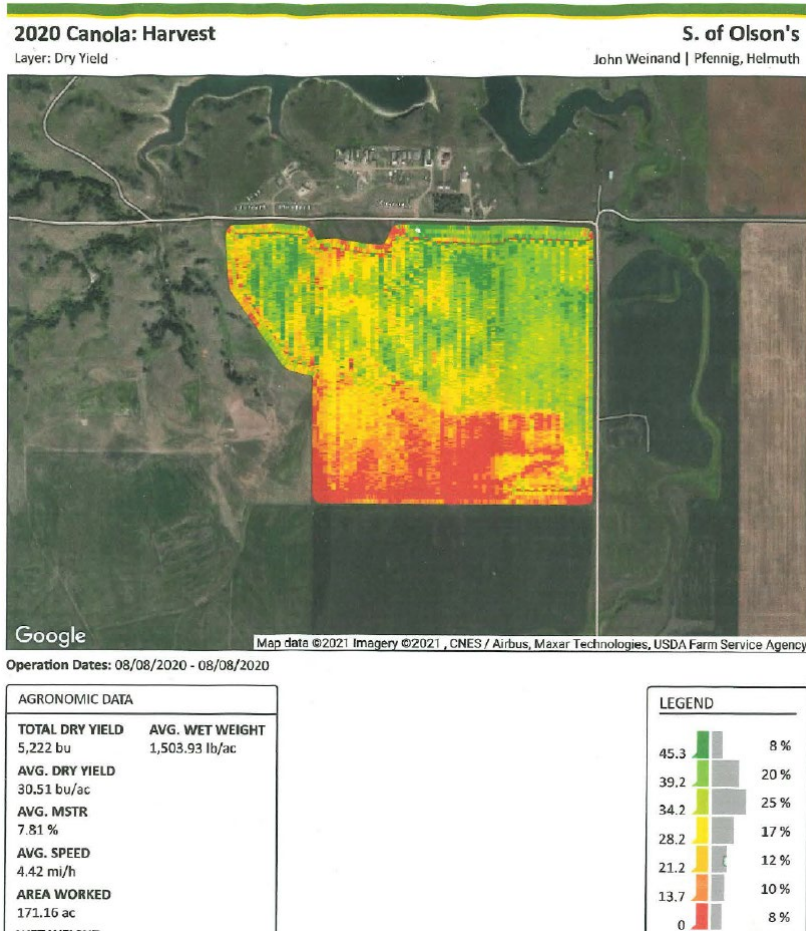 2020 Canola: Harvest
S. of Olson's
Layer: Dry Yield
John Weinand | Pfennig, Helmuth
Google
Map data ©2021 Imagery ©2021 , CNES / Airbus, Maxar Technologies, USDA Farm Service Agency
Operation Dates: 08/08/2020 - 08/08/2020
AGRONOMIC DATA
TOTAL DRY YIELD AVG. WET WEIGHT
5,222 bu 1,503.93 lb/ac
AVG. DRY YIELD
30.51 bu/ac
AVG. MSTR
7.81 %
AVG. SPEED
4.42 mi/h
AREA WORKED
171.16 ac
LEGEND
8 %
45.3
20 %
39.2
25 %
34.2
17 %
28.2
12 %
21.2
10 %
13.7
8 %
0